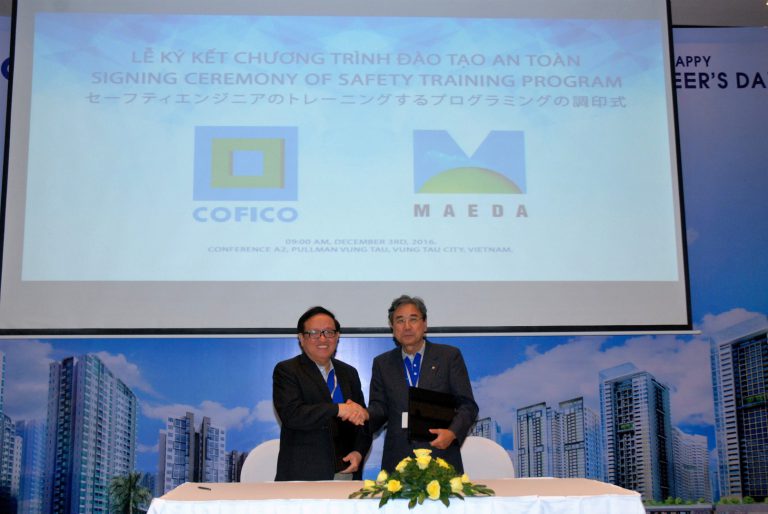 LỄ KÝ KẾT CHƯƠNG TRÌNH ĐÀO TẠO AN TOÀN
SIGNING CEREMONY OF SAFETY TRAINING PROGRAM
セーフティエンジニアのトレーニングするプログラミングの調印式
COFICO
MAEDA
09:00 AM, DECEMBER 3RD, 2016.
CONFERENCE A2, PULLMAN VUNG TAU, VUNG TAU CITY, VIETNAM.
HAPPY
EER'S DA